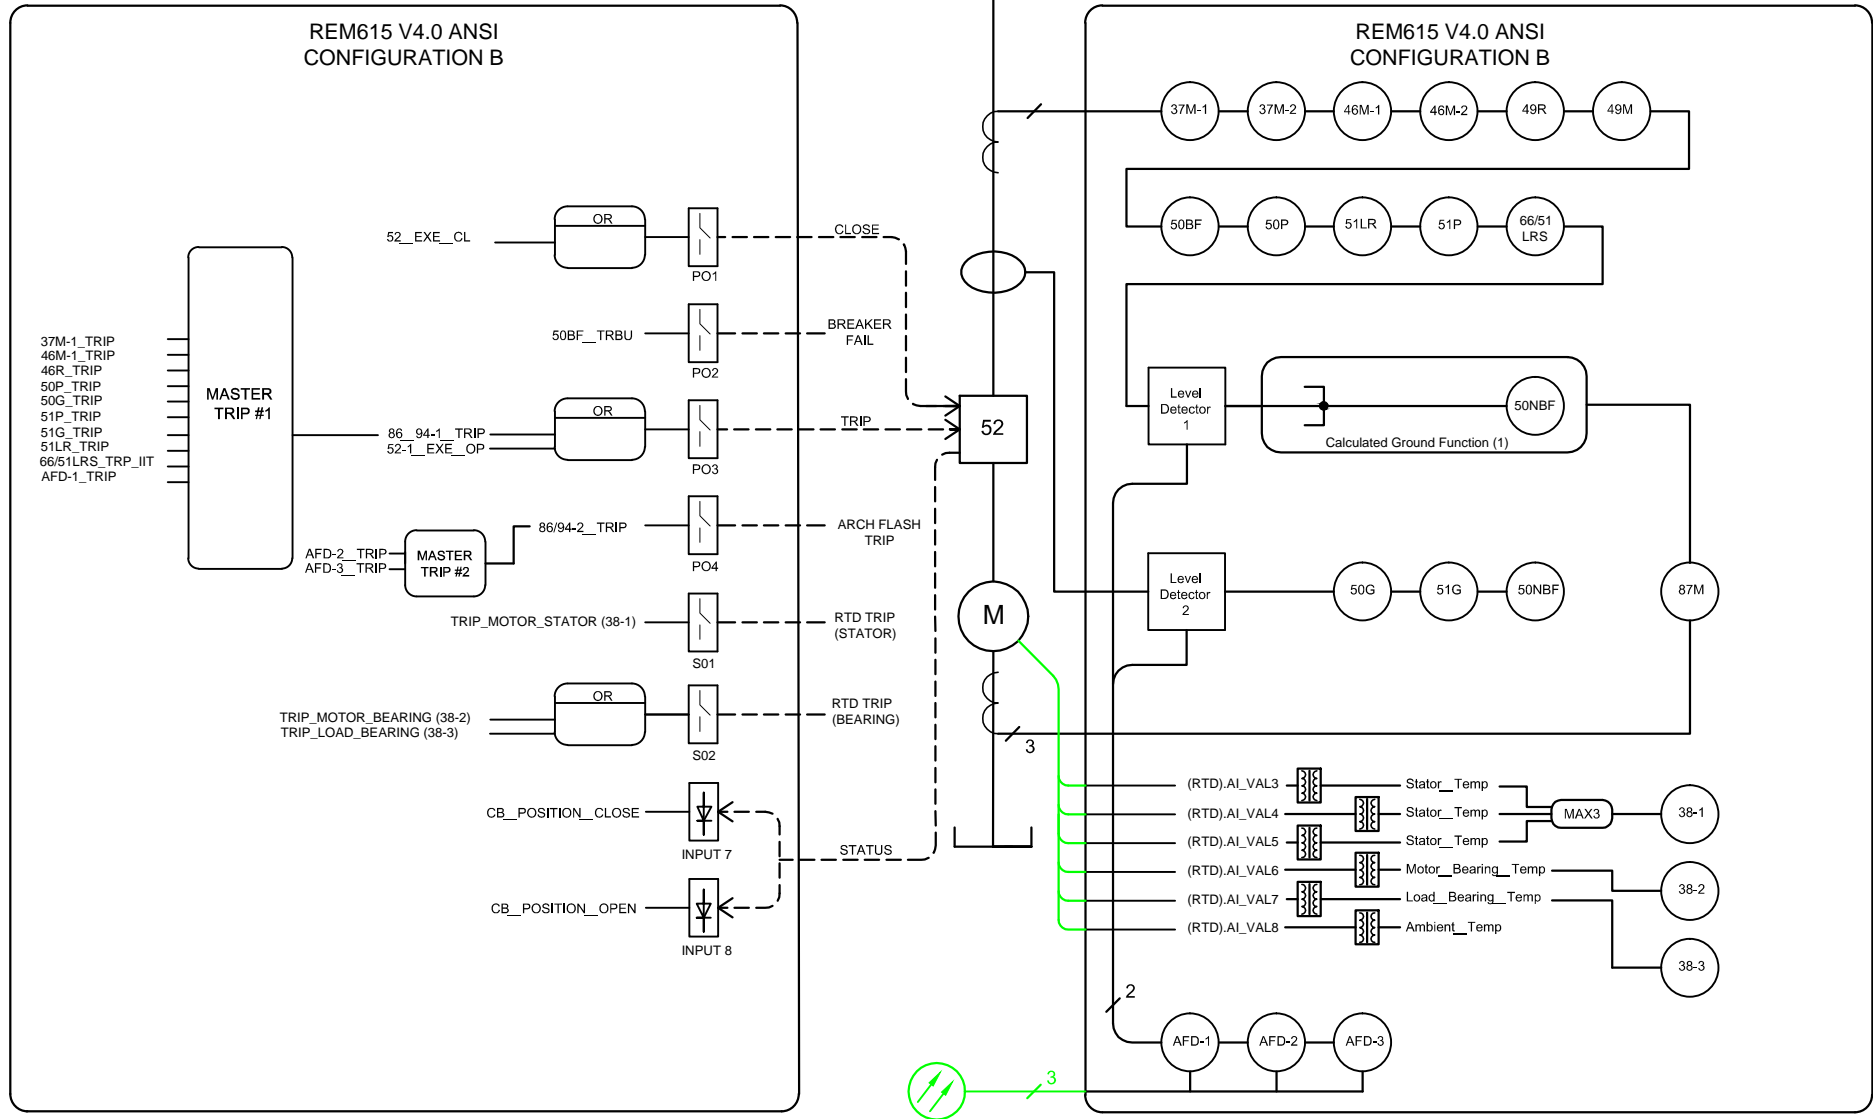 REM615 V4.0 ANSI
CONFIGURATION B
52__EXE__CL
OR
PO1
CLOSE
50BF__TRBU
PO2
BREAKER
FAIL
37M-1_TRIP
46M-1_TRIP
46R_TRIP
50P_TRIP
50G_TRIP
51P_TRIP
51G_TRIP
51LR_TRIP
66/51LRS_TRP_IIT
AFD-1_TRIP
MASTER
TRIP #1
86__94-1__TRIP
52-1__EXE__OP
OR
PO3
TRIP
AFD-2__TRIP
AFD-3__TRIP
MASTER
TRIP #2
86/94-2__TRIP
PO4
ARCH FLASH
TRIP
TRIP_MOTOR_STATOR (38-1)
S01
RTD TRIP
(STATOR)
TRIP_MOTOR_BEARING (38-2)
TRIP_LOAD_BEARING (38-3)
OR
S02
RTD TRIP
(BEARING)
CB__POSITION__CLOSE
INPUT 7
STATUS
CB__POSITION__OPEN
INPUT 8
52
M
3
3
REM615 V4.0 ANSI
CONFIGURATION B
37M-1
37M-2
46M-1
46M-2
49R
49M
50BF
50P
51LR
51P
66/51
LRS
Level
Detector
1
50NBF
Calculated Ground Function (1)
Level
Detector
2
50G
51G
50NBF
87M
(RTD).AI_VAL3
Stator__Temp
(RTD).AI_VAL4
Stator__Temp
MAX3
38-1
(RTD).AI_VAL5
Stator__Temp
(RTD).AI_VAL6
Motor__Bearing__Temp
38-2
(RTD).AI_VAL7
Load__Bearing__Temp
(RTD).AI_VAL8
Ambient__Temp
38-3
2
AFD-1
AFD-2
AFD-3